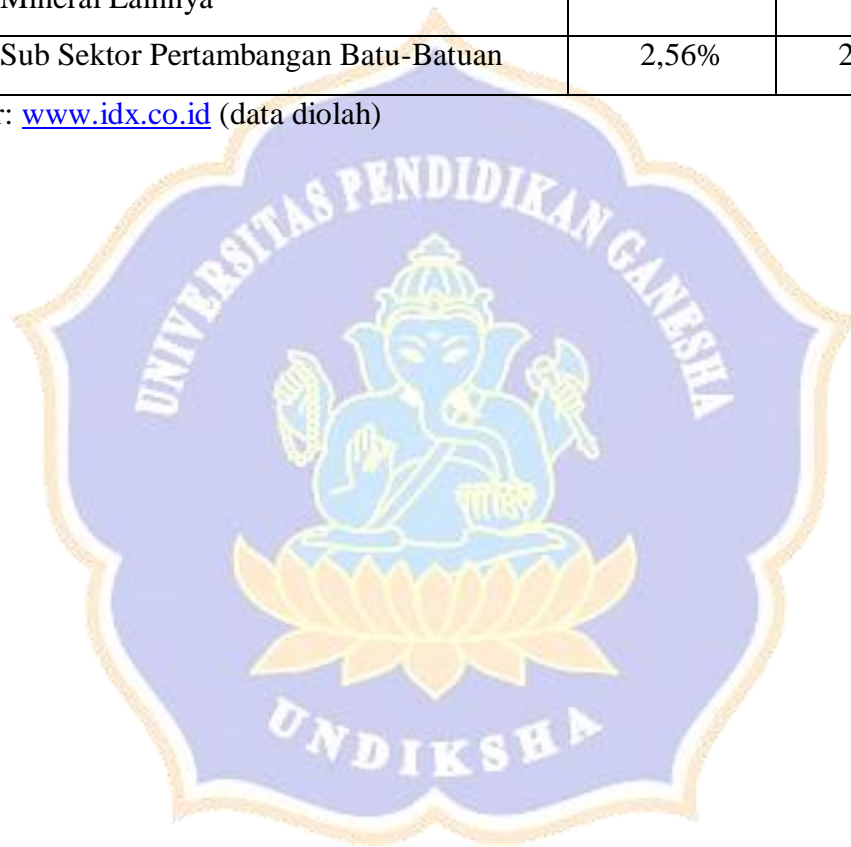 Mineral Lainnya
Sub Sektor Pertambangan Batu-Batuan 2,56% 2
r: www.idx.co.id (data diolah)
UNIVERSITAS PENDIDIKAN GANESHA
UNDIKSHA